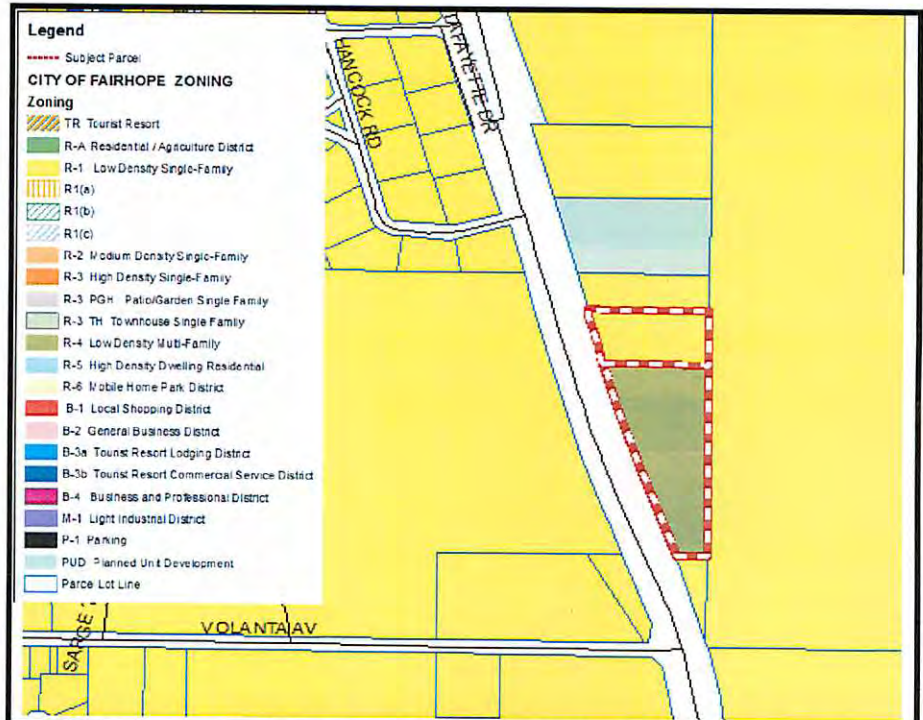 Legend
Subject Parcel
CITY OF FAIRHOPE ZONING
Zoning
TR Tourist Resort
R-A Residential / Agriculture District
R-1 Low Density Single-Family
R1(a)
R1(b)
R1(c)
R-2 Medium Density Single-Family
R-3 High Density Single-Family
R-3 PGH Patio/Garden Single Family
R-3 TH Townhouse Single Family
R-4 Low Density Multi-Family
R-5 High Density Dwelling Residential
R-6 Mobile Home Park District
B-1 Local Shopping District
B-2 General Business District
B-3a Tourist Resort Lodging District
B-3b Tourist Resort Commercial Service District
B-4 Business and Professional District
M-1 Light Industrial District
P-1 Parking
PUD Planned Unit Development
Parcel Lot Line
HANCOCK RD
LAFAYETTE DR
VOLANTA AV
SARGE